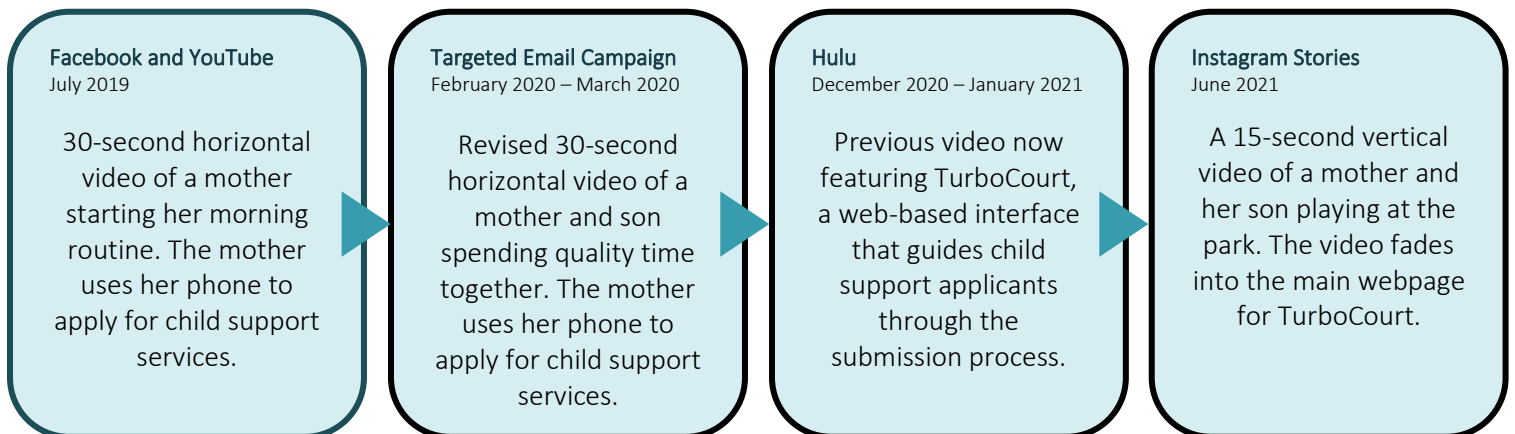 Facebook and YouTube
July 2019
30-second horizontal
video of a mother
starting her morning
routine. The mother
uses her phone to
apply for child support
services.
Targeted Email Campaign
February 2020 – March 2020
Revised 30-second
horizontal video of a
mother and son
spending quality time
together. The mother
uses her phone to
apply for child support
services.
Hulu
December 2020 – January 2021
Previous video now
featuring TurboCourt,
a web-based interface
that guides child
support applicants
through the
submission process.
Instagram Stories
June 2021
A 15-second vertical
video of a mother and
her son playing at the
park. The video fades
into the main webpage
for TurboCourt.